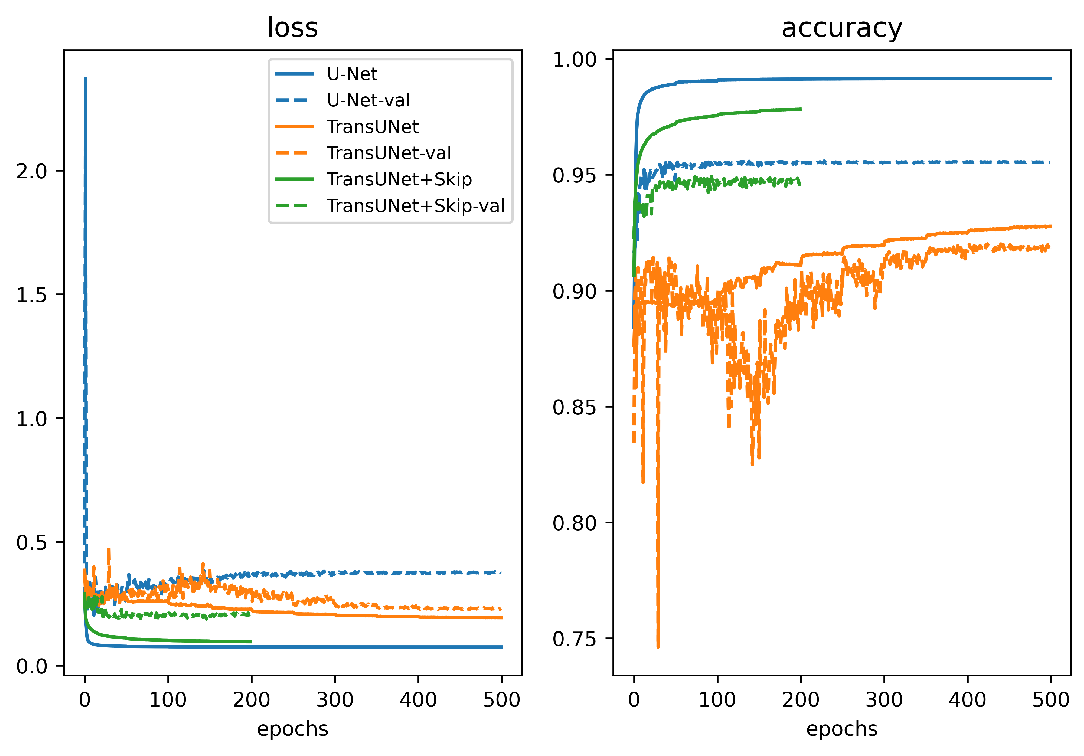 loss
U-Net
U-Net-val
TransUNet
TransUNet-val
TransUNet+Skip
TransUNet+Skip-val
2.0
1.5
1.0
0.5
0.0
0 100 200 300 400 500
epochs
accuracy
1.00
0.95
0.90
0.85
0.80
0.75
0 100 200 300 400 500
epochs